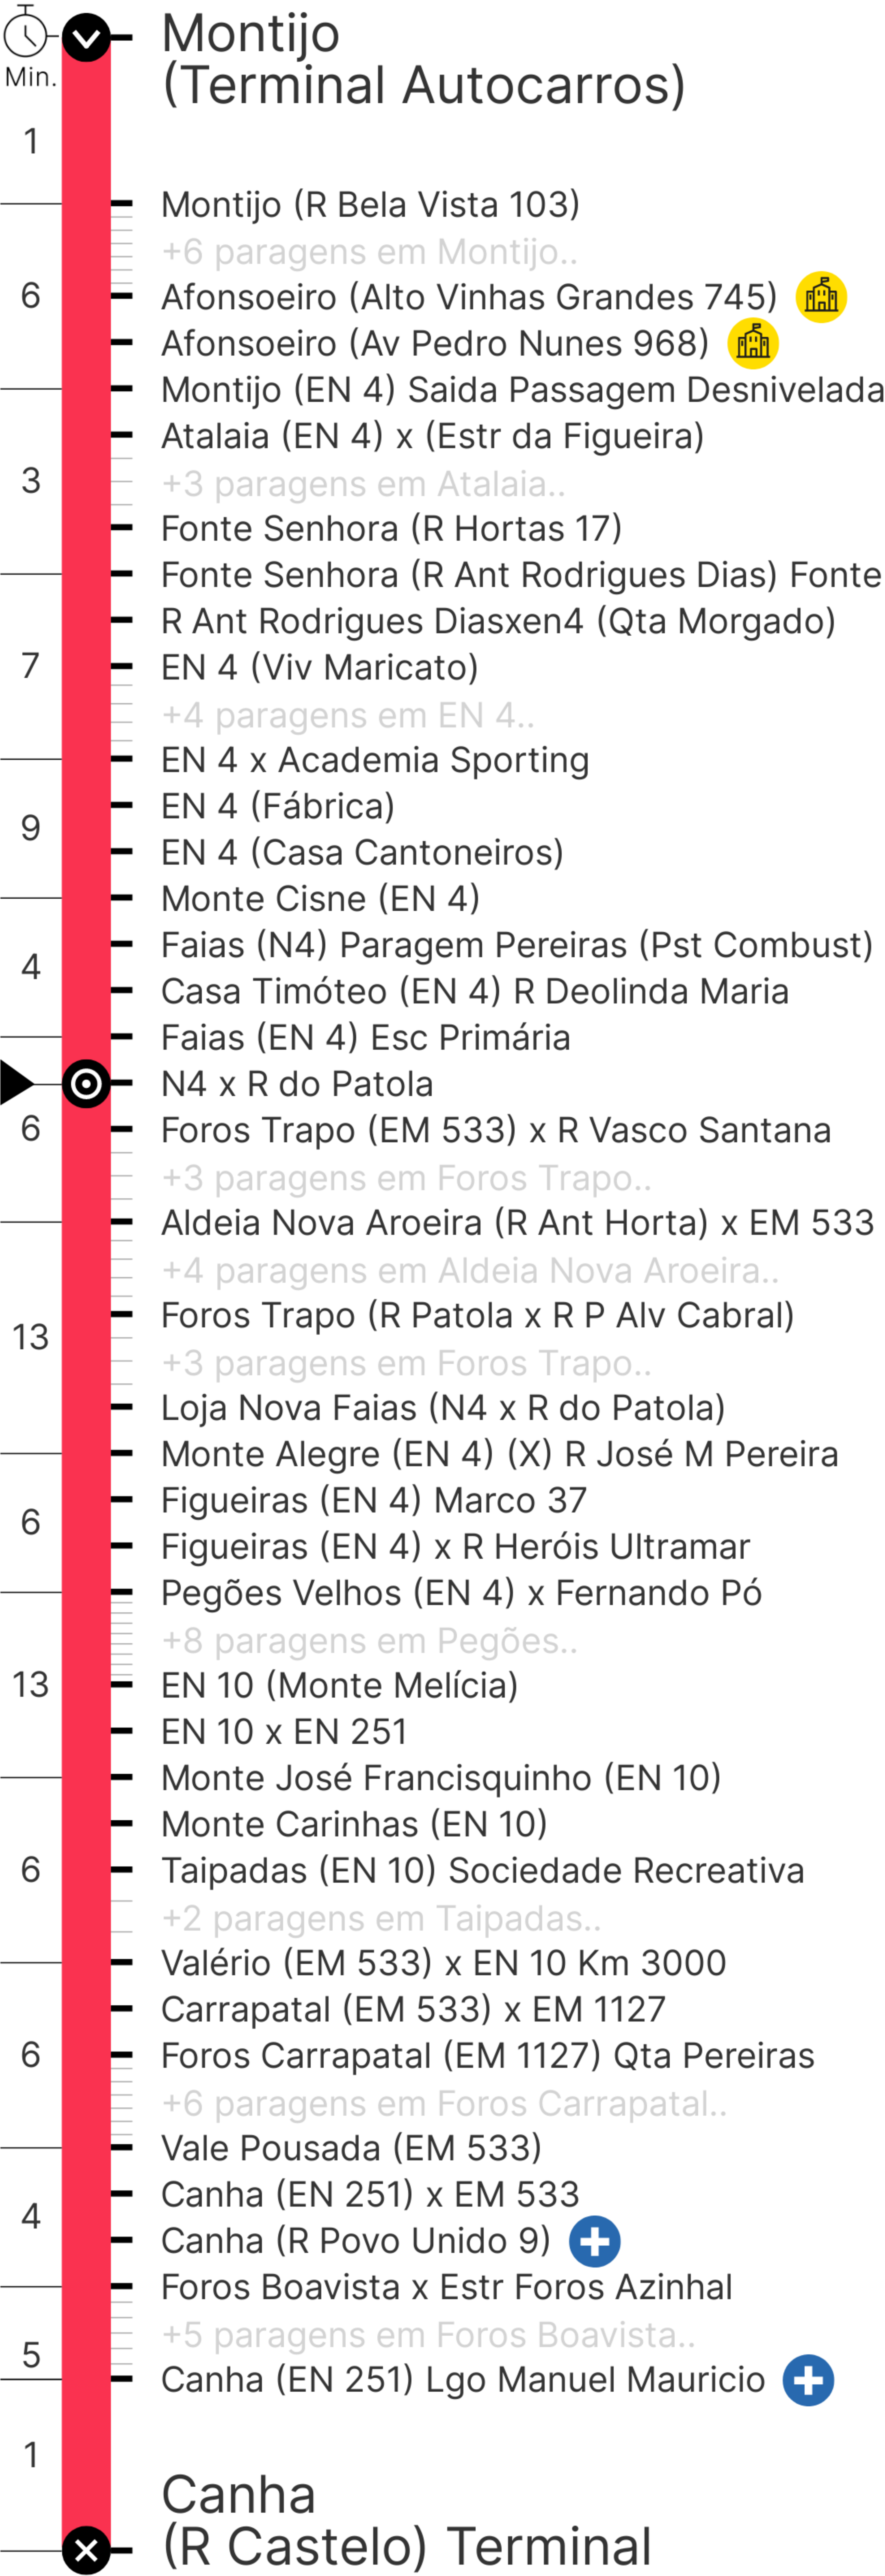 Montijo
(Terminal Autocarros)
Min.
1
Montijo (R Bela Vista 103)
+6 paragens em Montijo..
6
Afonsoeiro (Alto Vinhas Grandes 745)
Afonsoeiro (Av Pedro Nunes 968)
Montijo (EN 4) Saida Passagem Desnivelada
Atalaia (EN 4) x (Estr da Figueira)
3
+3 paragens em Atalaia..
Fonte Senhora (R Hortas 17)
Fonte Senhora (R Ant Rodrigues Dias) Fonte
R Ant Rodrigues Diasxen4 (Qta Morgado)
7
EN 4 (Viv Maricato)
+4 paragens em EN 4..
EN 4 x Academia Sporting
EN 4 (Fábrica)
9
EN 4 (Casa Cantoneiros)
Monte Cisne (EN 4)
Faias (N4) Paragem Pereiras (Pst Combust)
4
Casa Timóteo (EN 4) R Deolinda Maria
Faias (EN 4) Esc Primária
N4 x R do Patola
6
Foros Trapo (EM 533) x R Vasco Santana
+3 paragens em Foros Trapo..
Aldeia Nova Aroeira (R Ant Horta) x EM 533
+4 paragens em Aldeia Nova Aroeira..
Foros Trapo (R Patola x R P Alv Cabral)
13
+3 paragens em Foros Trapo..
Loja Nova Faias (N4 x R do Patola)
Monte Alegre (EN 4) (X) R José M Pereira
Figueiras (EN 4) Marco 37
6
Figueiras (EN 4) x R Heróis Ultramar
Pegões Velhos (EN 4) x Fernando Pó
+8 paragens em Pegões..
13
EN 10 (Monte Melícia)
EN 10 x EN 251
Monte José Francisquinho (EN 10)
Monte Carinhas (EN 10)
6
Taipadas (EN 10) Sociedade Recreativa
+2 paragens em Taipadas..
Valério (EM 533) x EN 10 Km 3000
Carrapatal (EM 533) x EM 1127
6
Foros Carrapatal (EM 1127) Qta Pereiras
+6 paragens em Foros Carrapatal..
Vale Pousada (EM 533)
Canha (EN 251) x EM 533
4
Canha (R Povo Unido 9)
Foros Boavista x Estr Foros Azinhal
+5 paragens em Foros Boavista..
5
Canha (EN 251) Lgo Manuel Mauricio
1
Canha
(R Castelo) Terminal